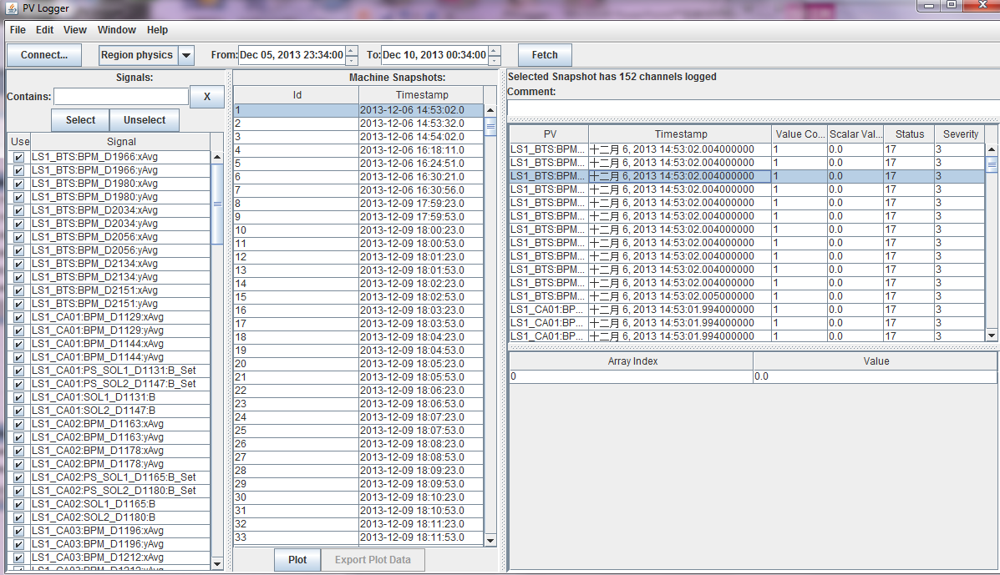 PV Logger
File Edit View Window Help
Connect... Region physics From: Dec 05, 2013 23:34:00 To: Dec 10, 2013 00:34:00 Fetch
Signals:
Contains: X
Select Unselect
Use Signal
LS1_BTS:BPM_D1966:xAvg
LS1_BTS:BPM_D1966:yAvg
LS1_BTS:BPM_D1980:xAvg
LS1_BTS:BPM_D1980:yAvg
LS1_BTS:BPM_D2034:xAvg
LS1_BTS:BPM_D2034:yAvg
LS1_BTS:BPM_D2056:xAvg
LS1_BTS:BPM_D2056:yAvg
LS1_BTS:BPM_D2134:xAvg
LS1_BTS:BPM_D2134:yAvg
LS1_BTS:BPM_D2151:xAvg
LS1_BTS:BPM_D2151:yAvg
LS1_CA01:BPM_D1129:xAvg
LS1_CA01:BPM_D1129:yAvg
LS1_CA01:BPM_D1144:xAvg
LS1_CA01:BPM_D1144:yAvg
LS1_CA01:PS_SOL1_D1131:B_Set
LS1_CA01:PS_SOL2_D1147:B_Set
LS1_CA01:SOL1_D1131:B
LS1_CA01:SOL2_D1147:B
LS1_CA02:BPM_D1163:xAvg
LS1_CA02:BPM_D1163:yAvg
LS1_CA02:BPM_D1178:xAvg
LS1_CA02:BPM_D1178:yAvg
LS1_CA02:PS_SOL1_D1165:B_Set
LS1_CA02:PS_SOL2_D1180:B_Set
LS1_CA02:SOL1_D1165:B
LS1_CA02:SOL2_D1180:B
LS1_CA03:BPM_D1196:xAvg
LS1_CA03:BPM_D1196:yAvg
LS1_CA03:BPM_D1212:xAvg
Machine Snapshots:
Id Timestamp
1 2013-12-06 14:53:02.0
2 2013-12-06 14:53:32.0
3 2013-12-06 14:54:02.0
4 2013-12-06 16:18:11.0
5 2013-12-06 16:24:51.0
6 2013-12-06 16:30:21.0
7 2013-12-06 16:30:56.0
8 2013-12-09 17:59:23.0
9 2013-12-09 17:59:53.0
10 2013-12-09 18:00:23.0
11 2013-12-09 18:00:53.0
12 2013-12-09 18:01:23.0
13 2013-12-09 18:01:53.0
14 2013-12-09 18:02:23.0
15 2013-12-09 18:02:53.0
16 2013-12-09 18:03:23.0
17 2013-12-09 18:03:53.0
18 2013-12-09 18:04:23.0
19 2013-12-09 18:04:53.0
20 2013-12-09 18:05:23.0
21 2013-12-09 18:05:53.0
22 2013-12-09 18:06:23.0
23 2013-12-09 18:06:53.0
24 2013-12-09 18:07:23.0
25 2013-12-09 18:07:53.0
26 2013-12-09 18:08:23.0
27 2013-12-09 18:08:53.0
28 2013-12-09 18:09:23.0
29 2013-12-09 18:09:53.0
30 2013-12-09 18:10:23.0
31 2013-12-09 18:10:53.0
32 2013-12-09 18:11:23.0
33 2013-12-09 18:11:53.0
Plot Export Plot Data
Selected Snapshot has 152 channels logged
Comment:
PV Timestamp Value Co... Scalar Val... Status Severity
LS1_BTS:BPM... 十二月 6, 2013 14:53:02.004000000 1 0.0 17 3
LS1_BTS:BPM... 十二月 6, 2013 14:53:02.004000000 1 0.0 17 3
LS1_BTS:BPM... 十二月 6, 2013 14:53:02.004000000 1 0.0 17 3
LS1_BTS:BPM... 十二月 6, 2013 14:53:02.004000000 1 0.0 17 3
LS1_BTS:BPM... 十二月 6, 2013 14:53:02.004000000 1 0.0 17 3
LS1_BTS:BPM... 十二月 6, 2013 14:53:02.004000000 1 0.0 17 3
LS1_BTS:BPM... 十二月 6, 2013 14:53:02.004000000 1 0.0 17 3
LS1_BTS:BPM... 十二月 6, 2013 14:53:02.004000000 1 0.0 17 3
LS1_BTS:BPM... 十二月 6, 2013 14:53:02.004000000 1 0.0 17 3
LS1_BTS:BPM... 十二月 6, 2013 14:53:02.004000000 1 0.0 17 3
LS1_BTS:BPM... 十二月 6, 2013 14:53:02.004000000 1 0.0 17 3
LS1_BTS:BPM... 十二月 6, 2013 14:53:02.005000000 1 0.0 17 3
LS1_CA01:BP... 十二月 6, 2013 14:53:01.994000000 1 0.0 17 3
LS1_CA01:BP... 十二月 6, 2013 14:53:01.994000000 1 0.0 17 3
LS1_CA01:BP... 十二月 6, 2013 14:53:01.994000000 1 0.0 17 3
Array Index Value
0 0.0